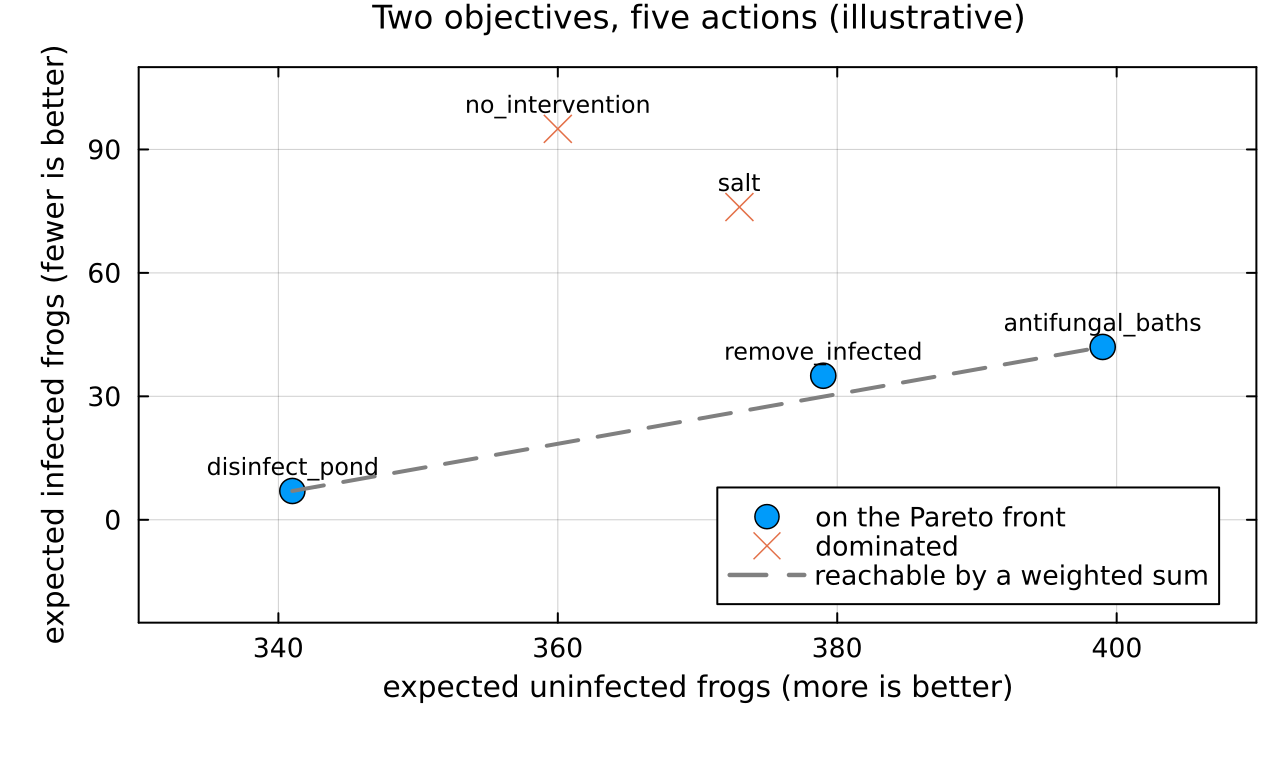 Two objectives, five actions (illustrative)
expected infected frogs (fewer is better)
90
60
30
0
no_intervention
salt
antifungal_baths
remove_infected
disinfect_pond
on the Pareto front
dominated
reachable by a weighted sum
340
360
380
400
expected uninfected frogs (more is better)